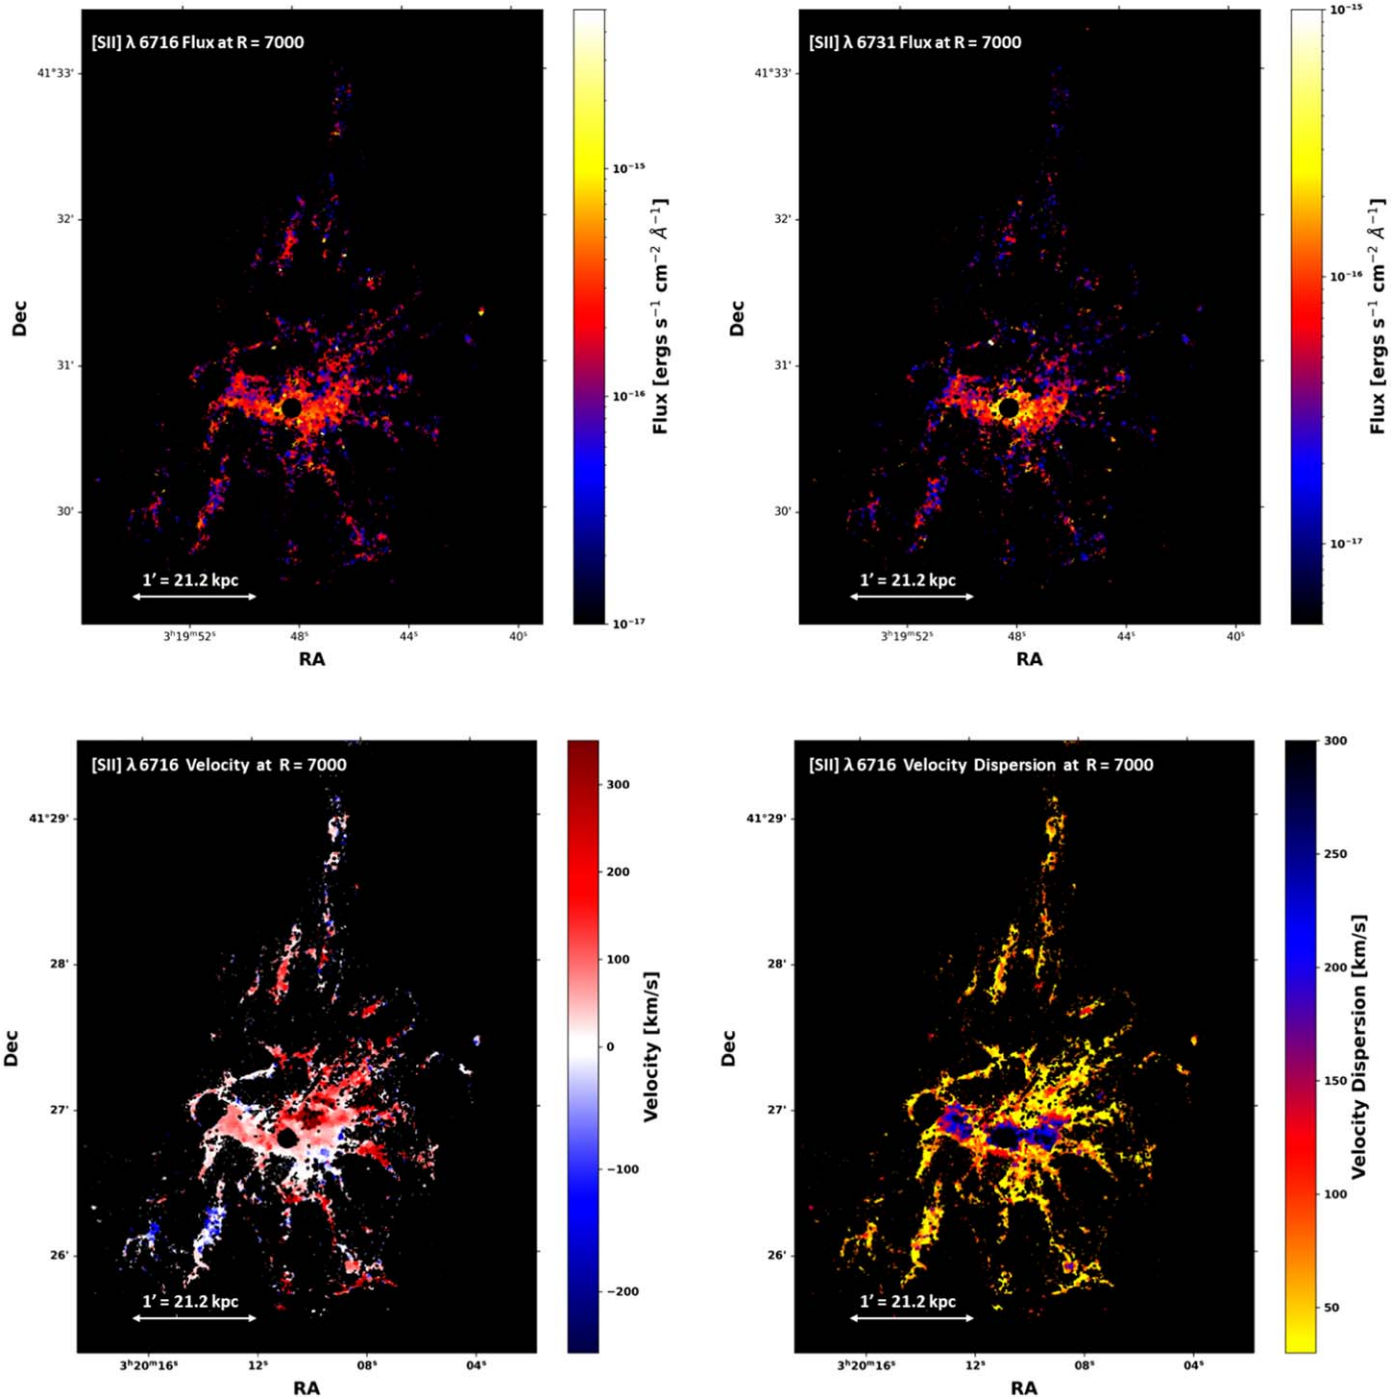 [SII] λ 6716 Flux at R = 7000
41°33'
32'
31'
30'
Dec
1' = 21.2 kpc
3ʰ19ᵐ52ˢ 48ˢ 44ˢ 40ˢ
RA
10⁻¹⁵
10⁻¹⁶
10⁻¹⁷
Flux [ergs s⁻¹ cm⁻² Å⁻¹]
[SII] λ 6731 Flux at R = 7000
41°33'
32'
31'
30'
Dec
1' = 21.2 kpc
3ʰ19ᵐ52ˢ 48ˢ 44ˢ 40ˢ
RA
10⁻¹⁵
10⁻¹⁶
10⁻¹⁷
Flux [ergs s⁻¹ cm⁻² Å⁻¹]
[SII] λ 6716 Velocity at R = 7000
41°29'
28'
27'
26'
Dec
1' = 21.2 kpc
3ʰ20ᵐ16ˢ 12ˢ 08ˢ 04ˢ
RA
300
200
100
0
−100
−200
Velocity [km/s]
[SII] λ 6716 Velocity Dispersion at R = 7000
41°29'
28'
27'
26'
Dec
1' = 21.2 kpc
3ʰ20ᵐ16ˢ 12ˢ 08ˢ 04ˢ
RA
300
250
200
150
100
50
Velocity Dispersion [km/s]